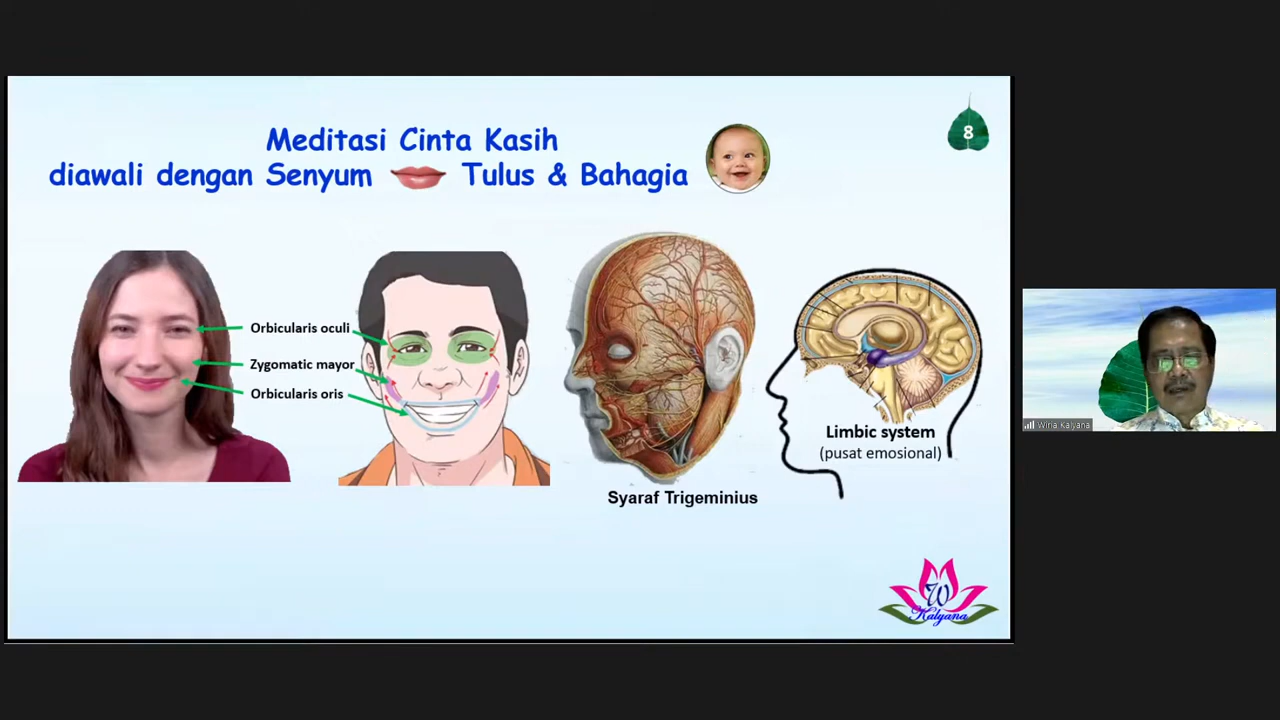 Meditasi Cinta Kasih
8
diawali dengan Senyum Tulus & Bahagia
Orbicularis oculi
Zygomatic mayor
Orbicularis oris
Limbic system
(pusat emosional)
Syaraf Trigeminius
Wiria Kalyana
W
Kalyana